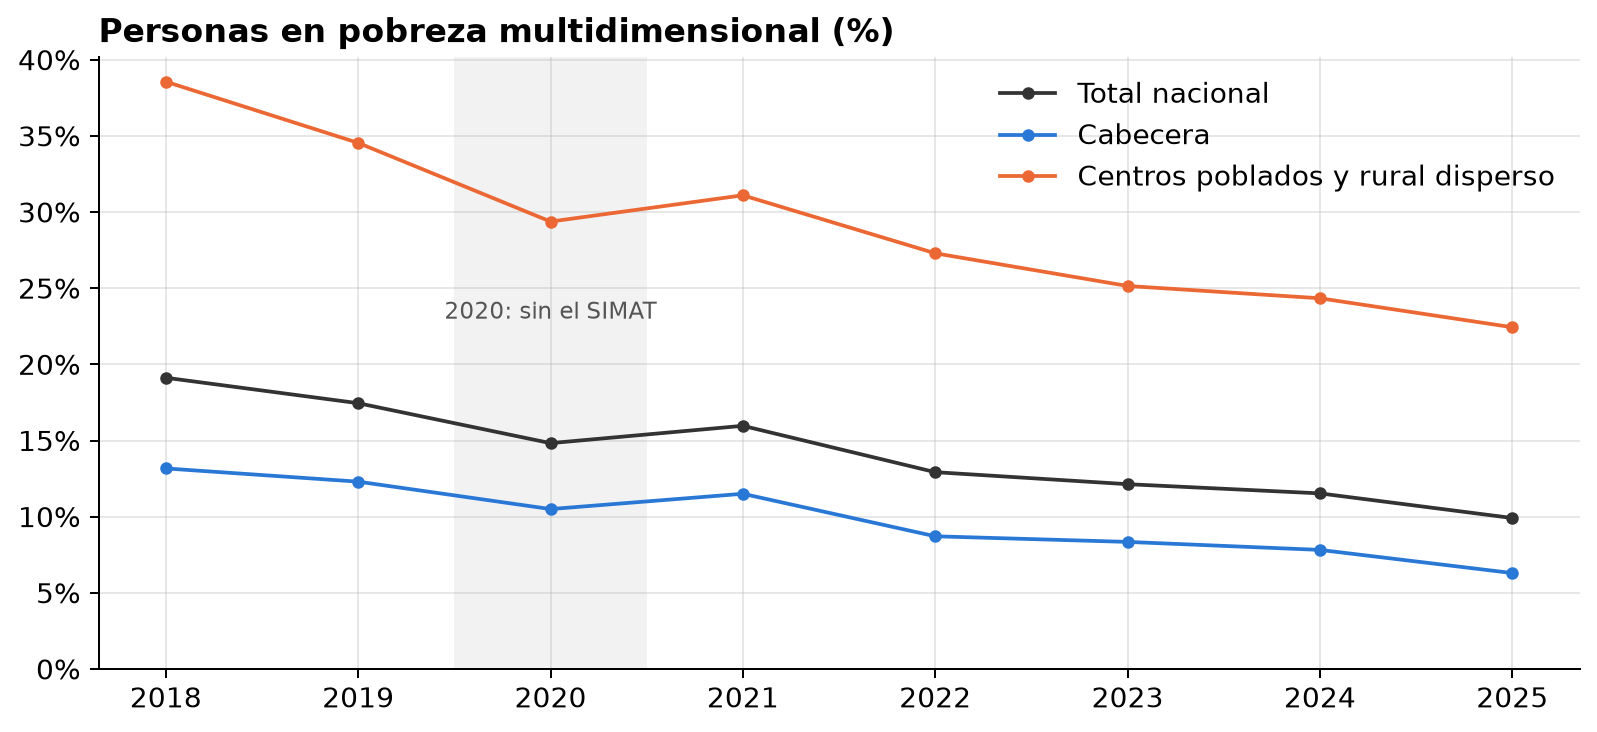 Personas en pobreza multidimensional (%)
40%
35%
30%
25%
20%
15%
10%
5%
0%
Total nacional
Cabecera
Centros poblados y rural disperso
2020: sin el SIMAT
2018 2019 2020 2021 2022 2023 2024 2025